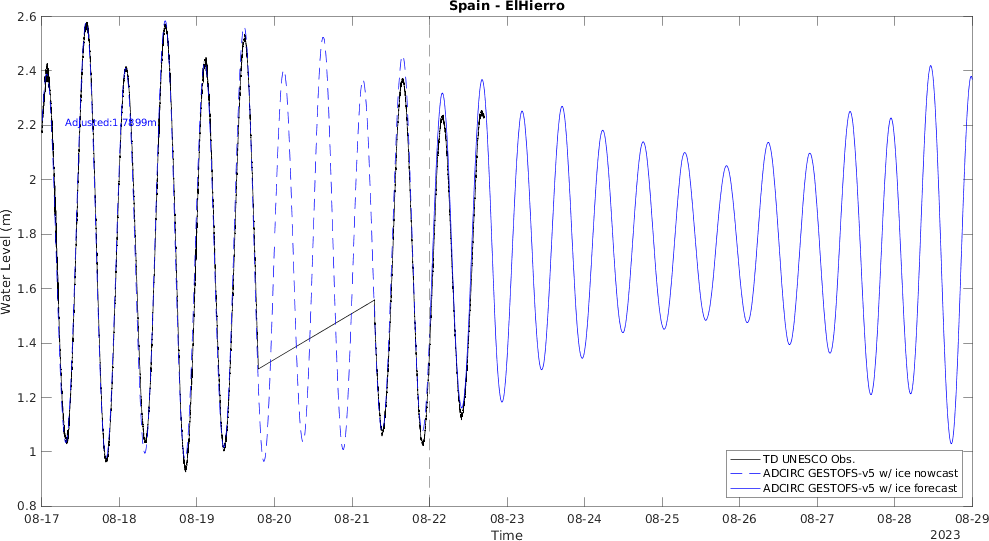 Spain - ElHierro
2.6
2.4
2.2
2
1.8
1.6
1.4
1.2
1
0.8
Water Level (m)
Adjusted:1.7899m
TD UNESCO Obs.
ADCIRC GESTOFS-v5 w/ ice nowcast
ADCIRC GESTOFS-v5 w/ ice forecast
08-17 08-18 08-19 08-20 08-21 08-22 08-23 08-24 08-25 08-26 08-27 08-28 08-29
Time
2023